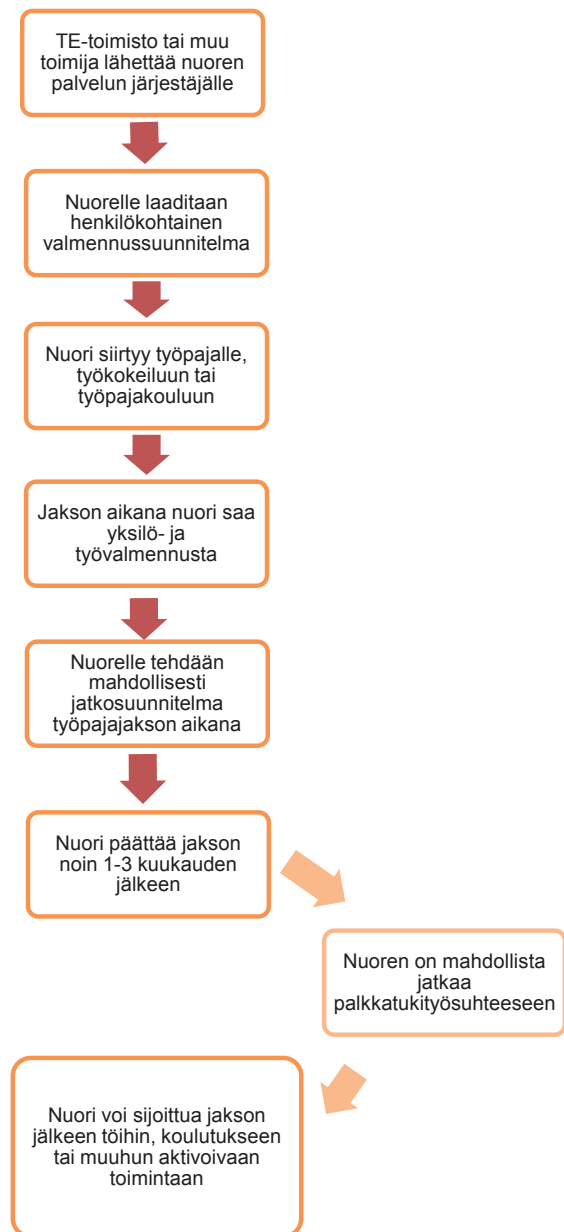 TE-toimisto tai muu
toimija lähettää nuoren
palvelun järjestäjälle
Nuorelle laaditaan
henkilökohtainen
valmennussuunnitelma
Nuori siirtyy työpajalle,
työkokeiluun tai
työpajakouluun
Jakson aikana nuori saa
yksilö- ja
työvalmennusta
Nuorelle tehdään
mahdollisesti
jatkosuunnitelma
työpajajakson aikana
Nuori päättää jakson
noin 1-3 kuukauden
jälkeen
Nuoren on mahdollista
jatkaa
palkkatukityösuhteeseen
Nuori voi sijoittua jakson
jälkeen töihin, koulutukseen
tai muuhun aktivoivaan
toimintaan